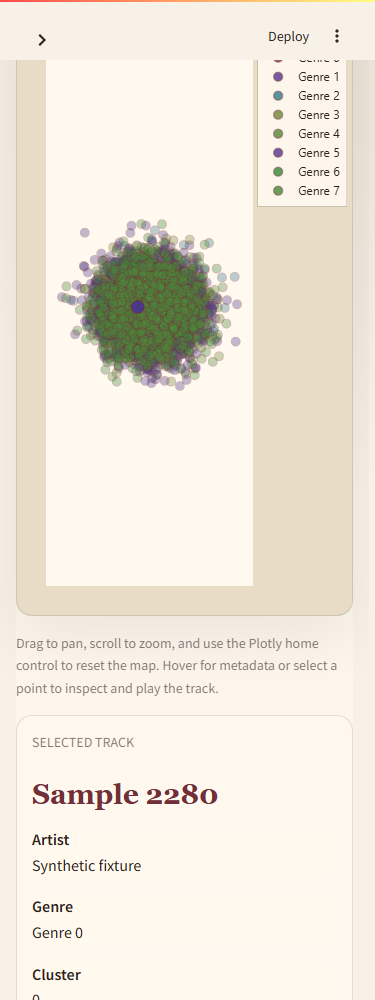 Deploy
Genre 1
Genre 2
Genre 3
Genre 4
Genre 5
Genre 6
Genre 7
Drag to pan, scroll to zoom, and use the Plotly home
control to reset the map. Hover for metadata or select a
point to inspect and play the track.
SELECTED TRACK
Sample 2280
Artist
Synthetic fixture
Genre
Genre 0
Cluster